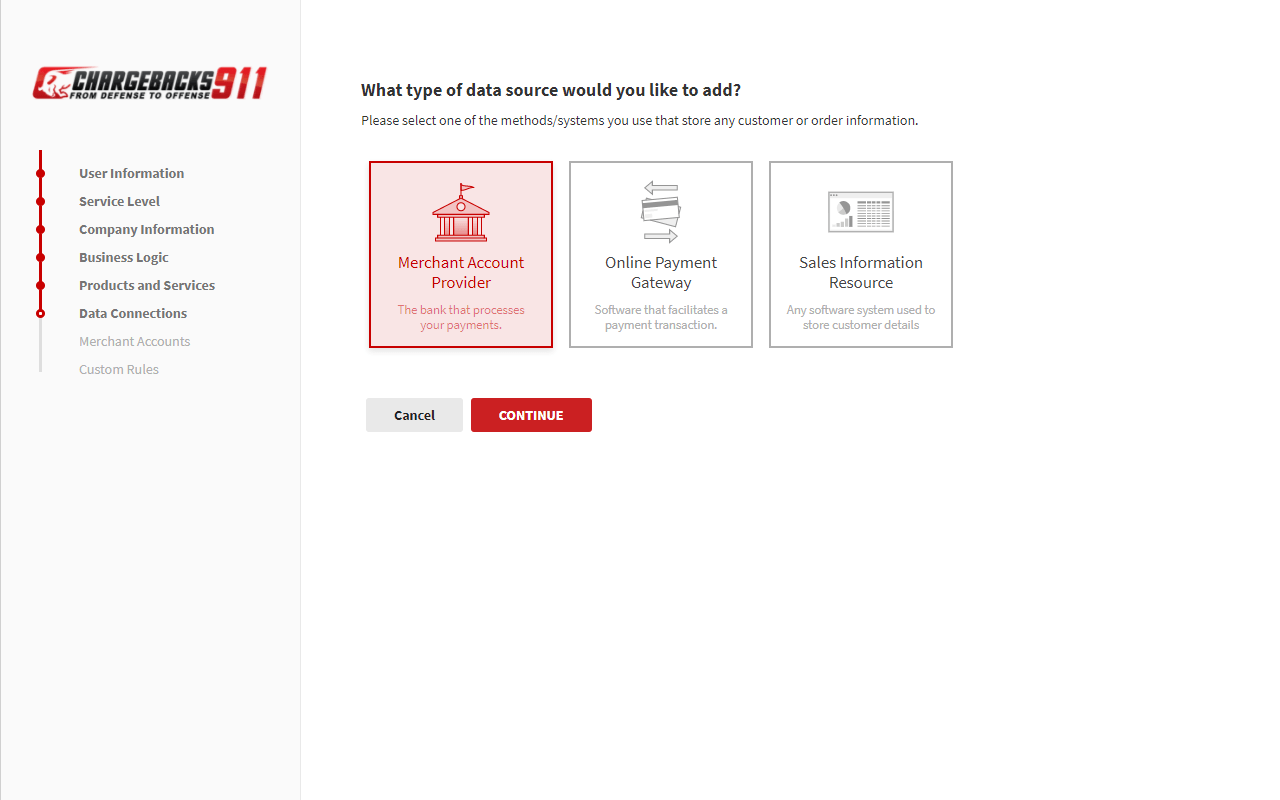 CHARGEBACKS911
FROM DEFENSE TO OFFENSE
User Information
Service Level
Company Information
Business Logic
Products and Services
Data Connections
Merchant Accounts
Custom Rules
What type of data source would you like to add?
Please select one of the methods/systems you use that store any customer or order information.
Merchant Account
Provider
The bank that processes
your payments.
Online Payment
Gateway
Software that facilitates a
payment transaction.
Sales Information
Resource
Any software system used to
store customer details
Cancel
CONTINUE